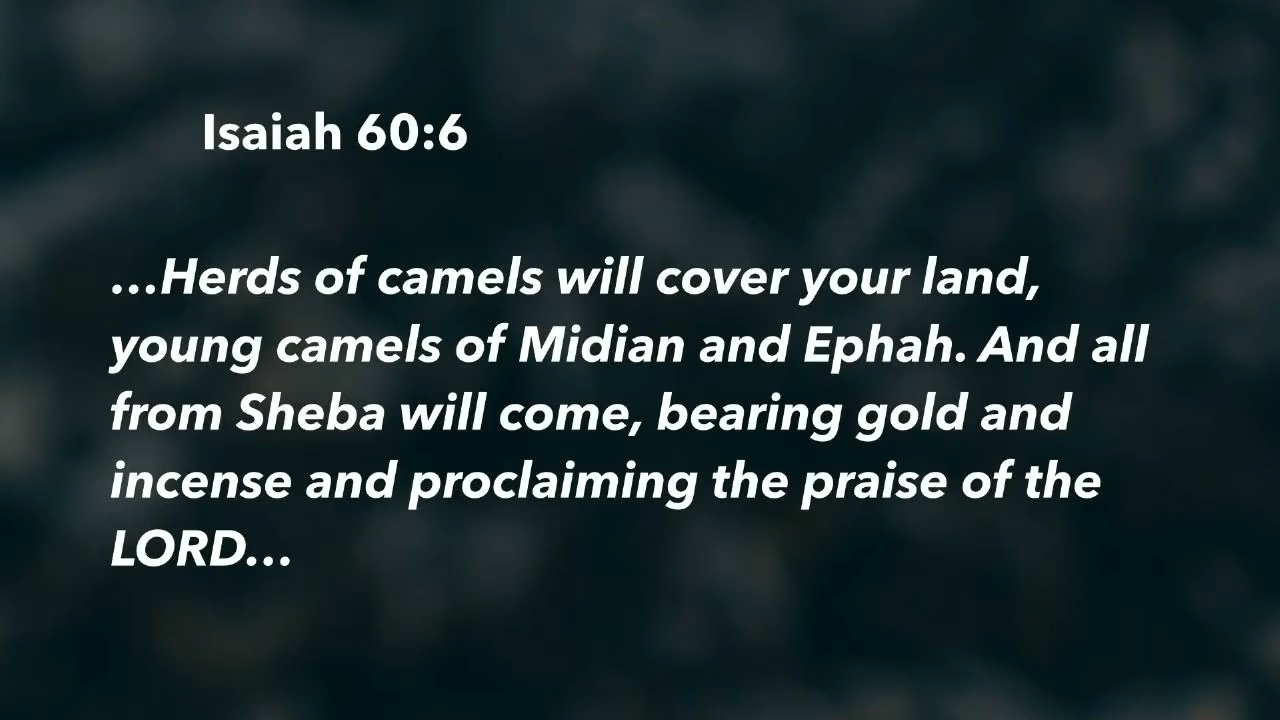 Isaiah 60:6
…Herds of camels will cover your land,
young camels of Midian and Ephah. And all
from Sheba will come, bearing gold and
incense and proclaiming the praise of the
LORD…